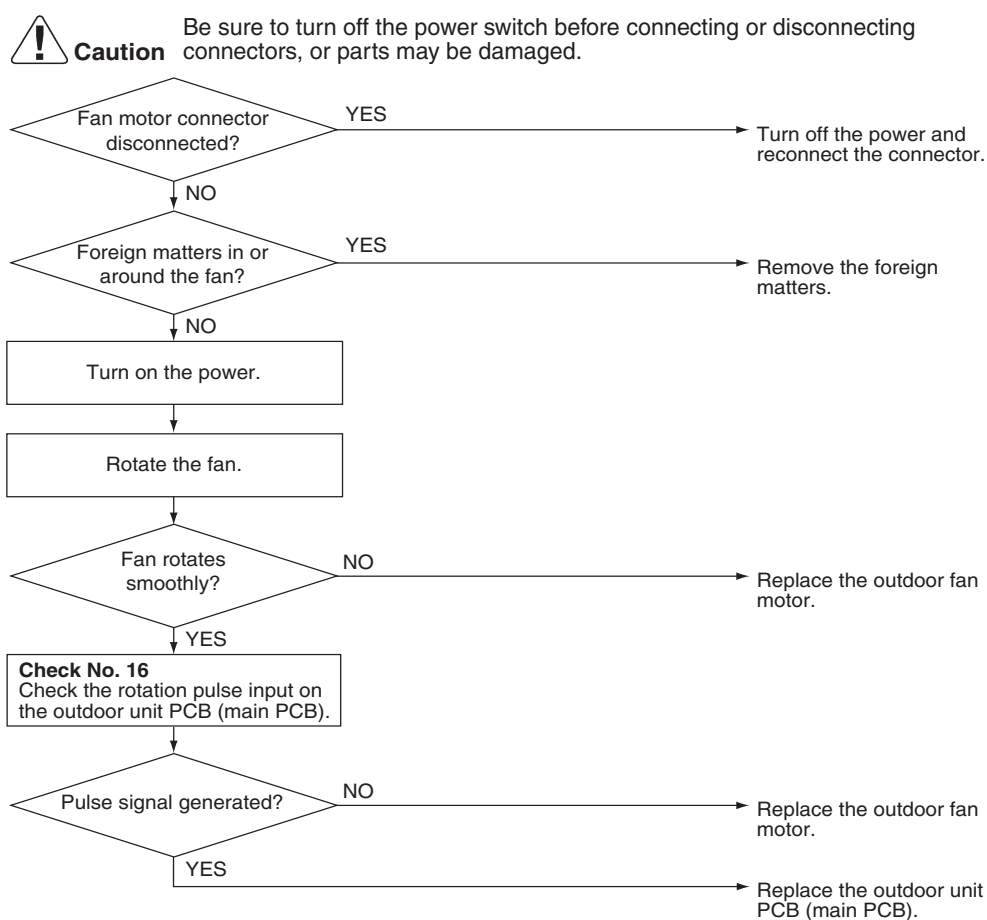 Caution
Be sure to turn off the power switch before connecting or disconnecting
connectors, or parts may be damaged.
Fan motor connector
disconnected?
YES
Turn off the power and
reconnect the connector.
NO
Foreign matters in or
around the fan?
YES
Remove the foreign
matters.
NO
Turn on the power.
Rotate the fan.
Fan rotates
smoothly?
NO
Replace the outdoor fan
motor.
YES
Check No. 16
Check the rotation pulse input on
the outdoor unit PCB (main PCB).
Pulse signal generated?
NO
Replace the outdoor fan
motor.
YES
Replace the outdoor unit
PCB (main PCB).